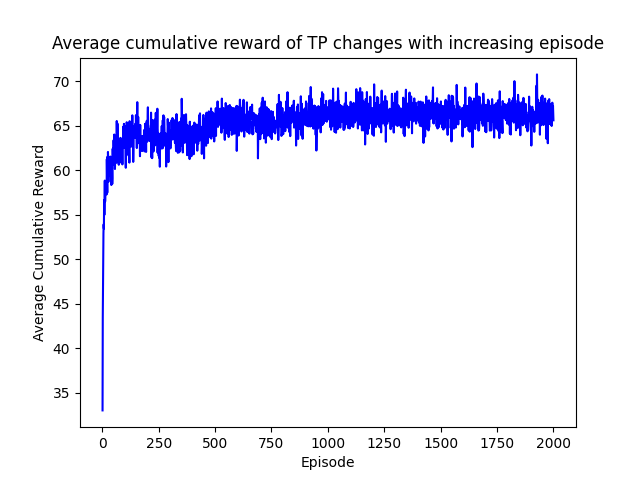 Average cumulative reward of TP changes with increasing episode
70
65
60
55
50
45
40
35
Average Cumulative Reward
0 250 500 750 1000 1250 1500 1750 2000
Episode